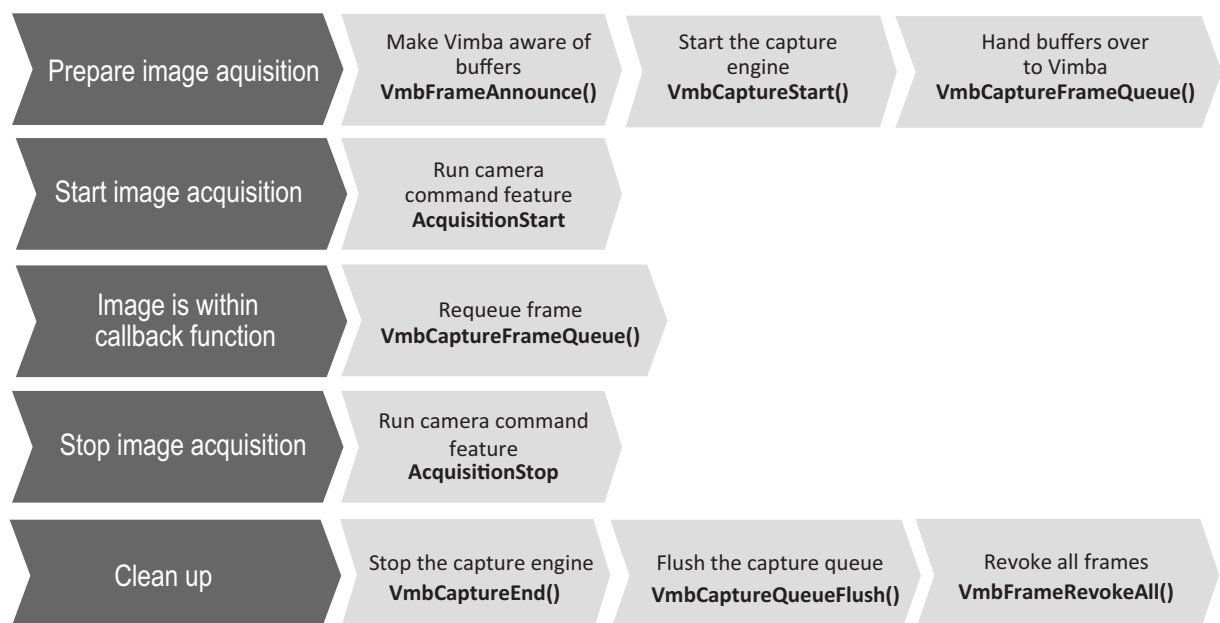 Prepare image aquisition
Make Vimba aware of
buffers
VmbFrameAnnounce()
Start the capture
engine
VmbCaptureStart()
Hand buffers over
to Vimba
VmbCaptureFrameQueue()
Start image acquisition
Run camera
command feature
AcquisitionStart
Image is within
callback function
Requeue frame
VmbCaptureFrameQueue()
Stop image acquisition
Run camera command
feature
AcquisitionStop
Clean up
Stop the capture engine
VmbCaptureEnd()
Flush the capture queue
VmbCaptureQueueFlush()
Revoke all frames
VmbFrameRevokeAll()